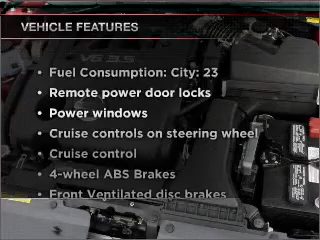 VEHICLE FEATURES
V6 3.5
• Fuel Consumption: City: 23
• Remote power door locks
• Power windows
• Cruise controls on steering wheel
• Cruise control
• 4-wheel ABS Brakes
• Front Ventilated disc brakes